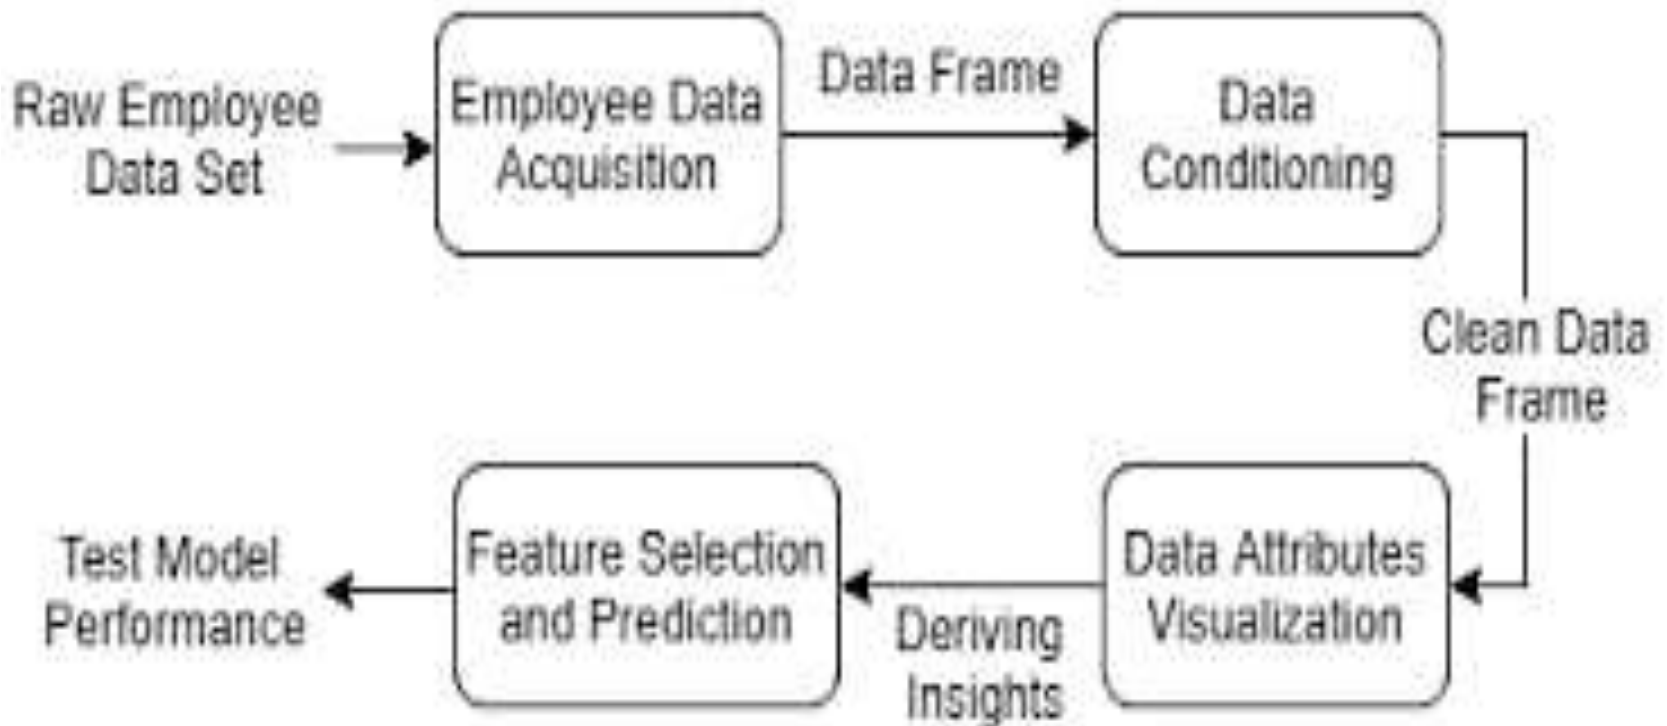 Raw Employee
Data Set
Employee Data
Acquisition
Data Frame
Data
Conditioning
Clean Data
Frame
Data Attributes
Visualization
Deriving
Insights
Feature Selection
and Prediction
Test Model
Performance